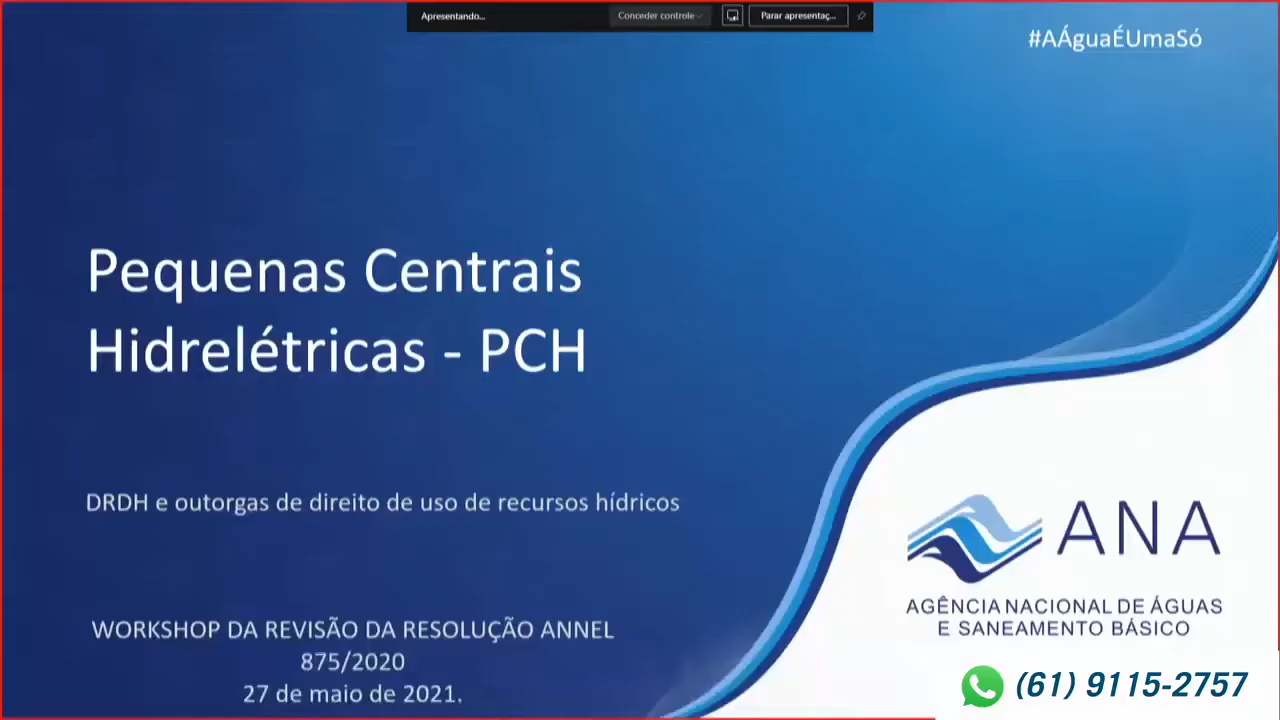 Apresentando...
Conceder controle
Parar apresentaç...
#AÁguaÉUmaSó
Pequenas Centrais
Hidrelétricas - PCH
DRDH e outorgas de direito de uso de recursos hídricos
ANA
AGÊNCIA NACIONAL DE ÁGUAS
E SANEAMENTO BÁSICO
WORKSHOP DA REVISÃO DA RESOLUÇÃO ANNEL
875/2020
27 de maio de 2021.
(61) 9115-2757